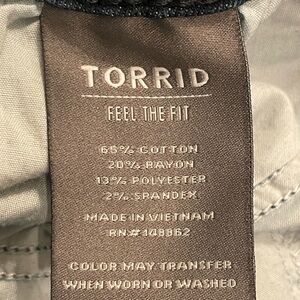 TORRID
FEEL THE FIT
65% COTTON
20% RAYON
13% POLYESTER
2% SPANDEX
MADE IN VIETNAM
RN# 148962
COLOR MAY TRANSFER
WHEN WORN OR WASHED